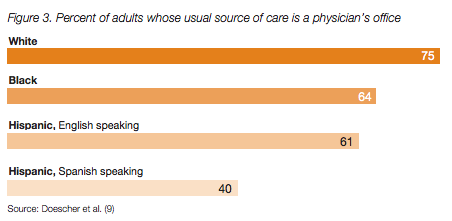 Figure 3. Percent of adults whose usual source of care is a physician's office
White
75
Black
64
Hispanic, English speaking
61
Hispanic, Spanish speaking
40
Source: Doescher et al. (9)